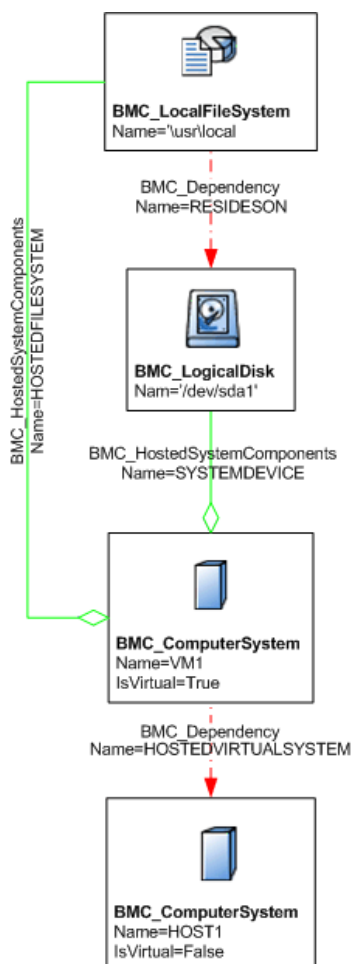 BMC_LocalFileSystem
Name='\usr\local
BMC_Dependency
Name=RESIDESON
BMC_HostedSystemComponents
Name=HOSTEDFILESYSTEM
BMC_LogicalDisk
Nam='/dev/sda1'
BMC_HostedSystemComponents
Name=SYSTEMDEVICE
BMC_ComputerSystem
Name=VM1
IsVirtual=True
BMC_Dependency
Name=HOSTEDVIRTUALSYSTEM
BMC_ComputerSystem
Name=HOST1
IsVirtual=False